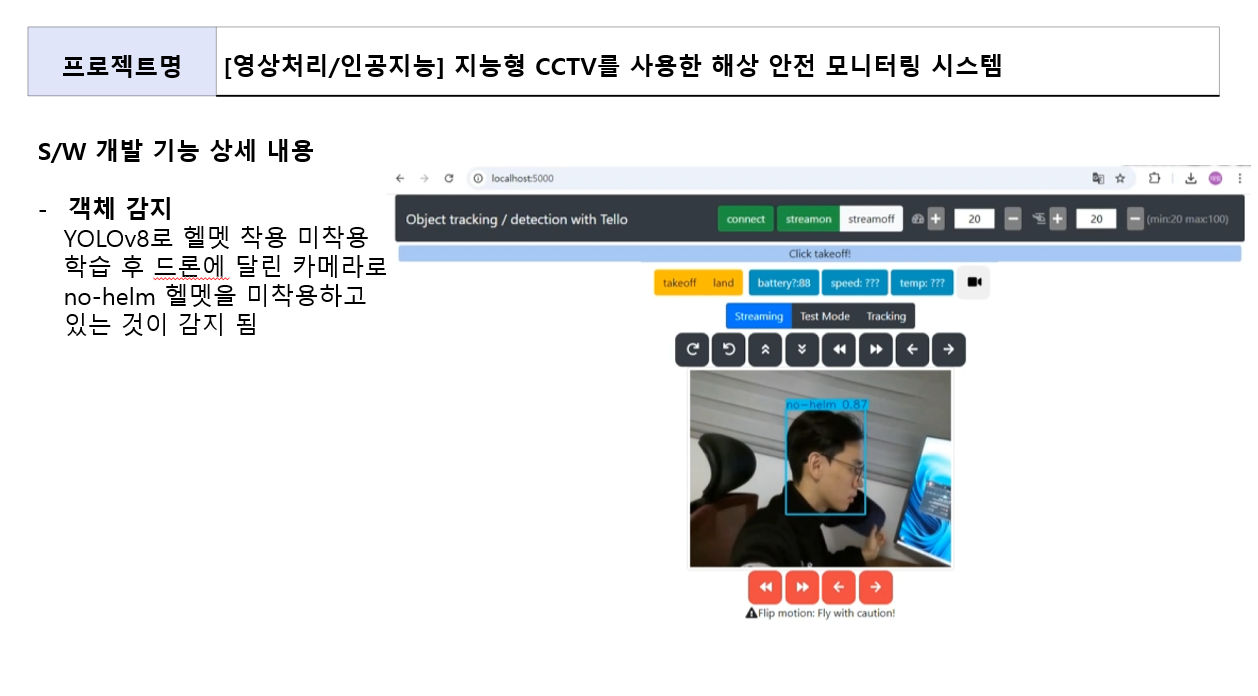 프로젝트명
[영상처리/인공지능] 지능형 CCTV를 사용한 해상 안전 모니터링 시스템
S/W 개발 기능 상세 내용
- 객체 감지
YOLOv8로 헬멧 착용 미착용
학습 후 드론에 달린 카메라로
no-helm 헬멧을 미착용하고
있는 것이 감지 됨
localhost:5000
Object tracking / detection with Tello
connect streamon streamoff + 20 − + 20 − (min:20 max:100)
Click takeoff!
takeoff land battery?:88 speed: ??? temp: ???
Streaming Test Mode Tracking
no-helm 0.87
Flip motion: Fly with caution!